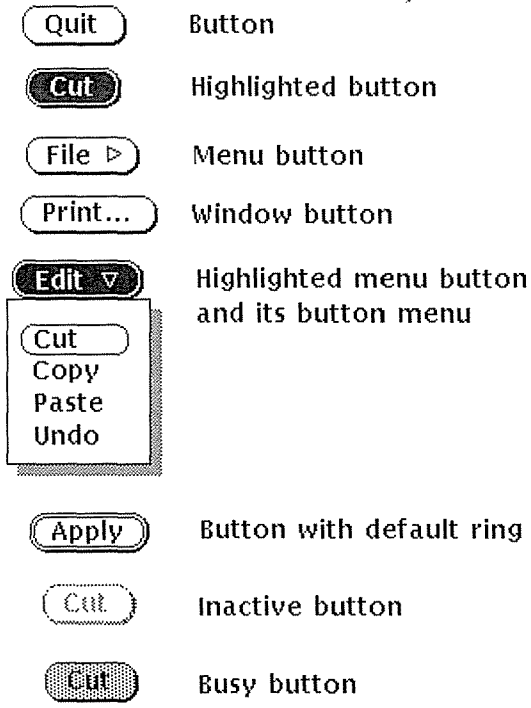 Quit Button
Cut Highlighted button
File ▷ Menu button
Print... Window button
Edit ▽ Highlighted menu button
and its button menu
Cut
Copy
Paste
Undo
Apply Button with default ring
Cut Inactive button
Cut Busy button